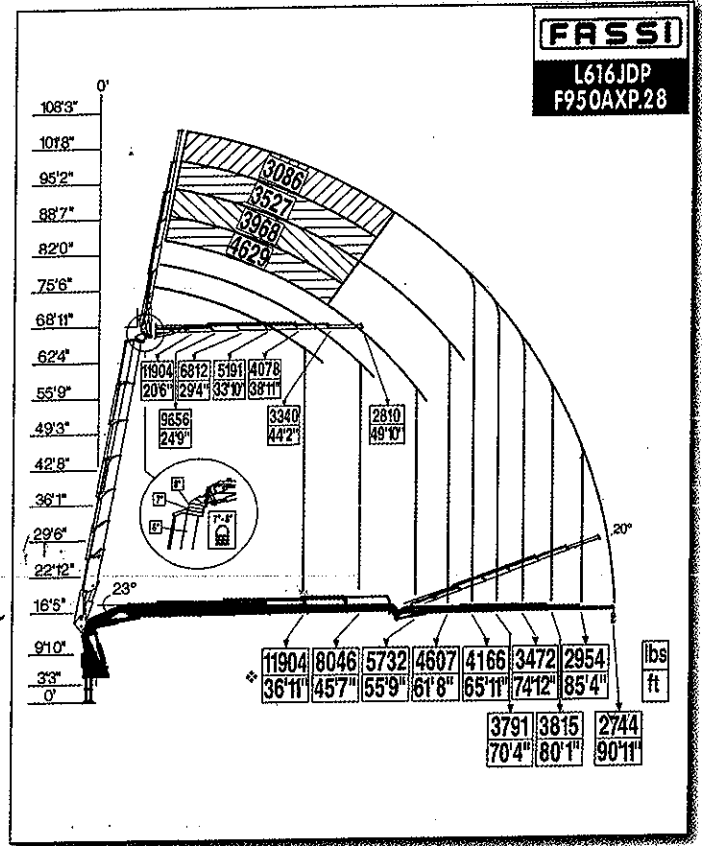 FASSI
L616JDP
F950AXP.28
0'
108'3"
101'8"
95'2"
88'7"
82'0"
75'6"
68'11"
62'4"
55'9"
49'3"
42'8"
36'1"
29'6"
22'12"
16'5"
9'10"
3'3"
0'
3086
3527
3968
4629
11904 6812 5191 4078
20'6" 29'4" 33'10" 38'11"
9656 3340 2810
24'9" 44'2" 49'10"
8°
7°
6°
7°-8°
20°
23°
11904 8046 5732 4607 4166 3472 2954 lbs
36'11" 45'7" 55'9" 61'8" 65'11" 74'12" 85'4" ft
3791 3815 2744
70'4" 80'1" 90'11"